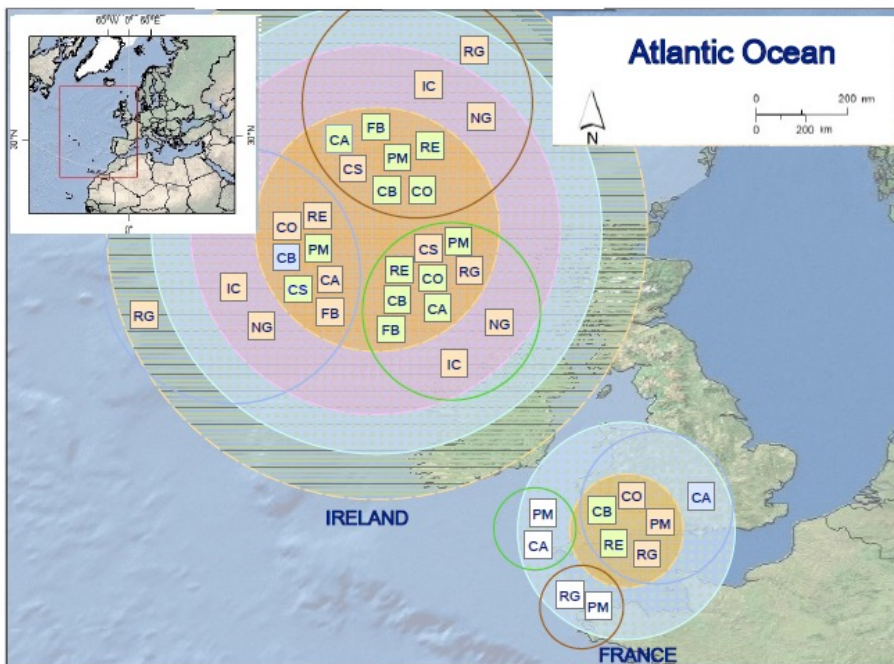 65°W 0° 60°E
30°N
30°N
0°
Atlantic Ocean
N
0 200 nm
0 200 km
RG
IC
NG
FB
CA
RE
PM
CS
CB
CO
RE
CO
PM
CB
CA
CS
IC
FB
RG
NG
PM
CS
RE
RG
CO
CB
CA
NG
FB
IC
IRELAND
CO
CA
CB
PM
PM
RE
CA
RG
RG
PM
FRANCE